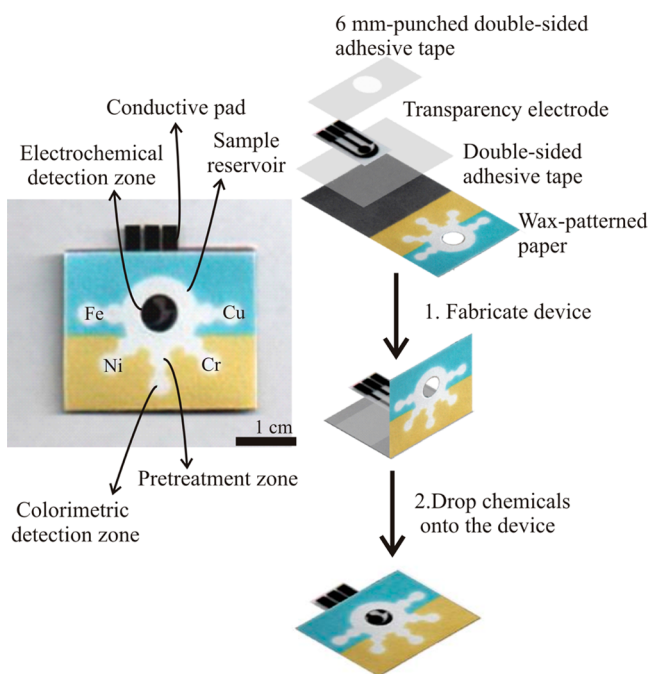 6 mm-punched double-sided
adhesive tape
Conductive pad
Transparency electrode
Electrochemical
detection zone
Sample
reservoir
Double-sided
adhesive tape
Wax-patterned
paper
Fe
Cu
Ni
Cr
1 cm
1. Fabricate device
Pretreatment zone
Colorimetric
detection zone
2.Drop chemicals
onto the device